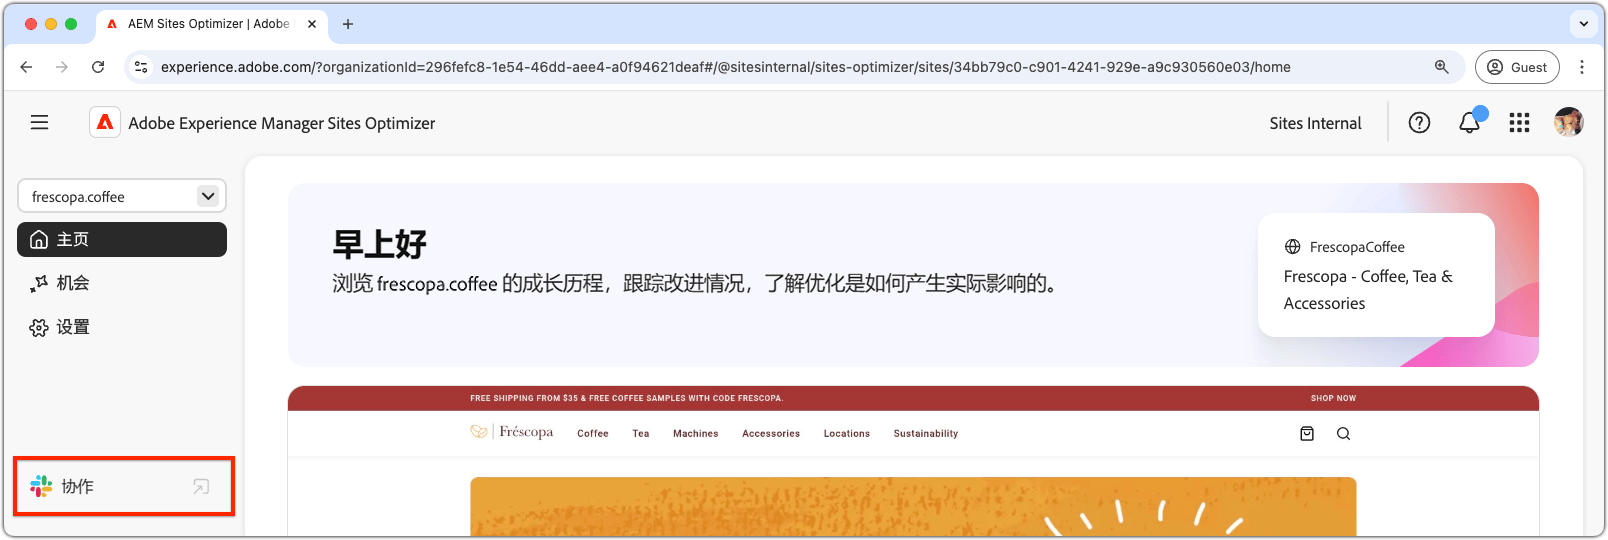 AEM Sites Optimizer | Adobe
experience.adobe.com/?organizationId=296fefc8-1e54-46dd-aee4-a0f94621deaf#/@sitesinternal/sites-optimizer/sites/34bb79c0-c901-4241-929e-a9c930560e03/home
Guest
Adobe Experience Manager Sites Optimizer
Sites Internal
frescopa.coffee
主页
机会
设置
协作
早上好
浏览 frescopa.coffee 的成长历程，跟踪改进情况，了解优化是如何产生实际影响的。
FrescopaCoffee
Frescopa - Coffee, Tea &
Accessories
FREE SHIPPING FROM $35 & FREE COFFEE SAMPLES WITH CODE FRESCOPA.
SHOP NOW
Fréscopa
Coffee
Tea
Machines
Accessories
Locations
Sustainability